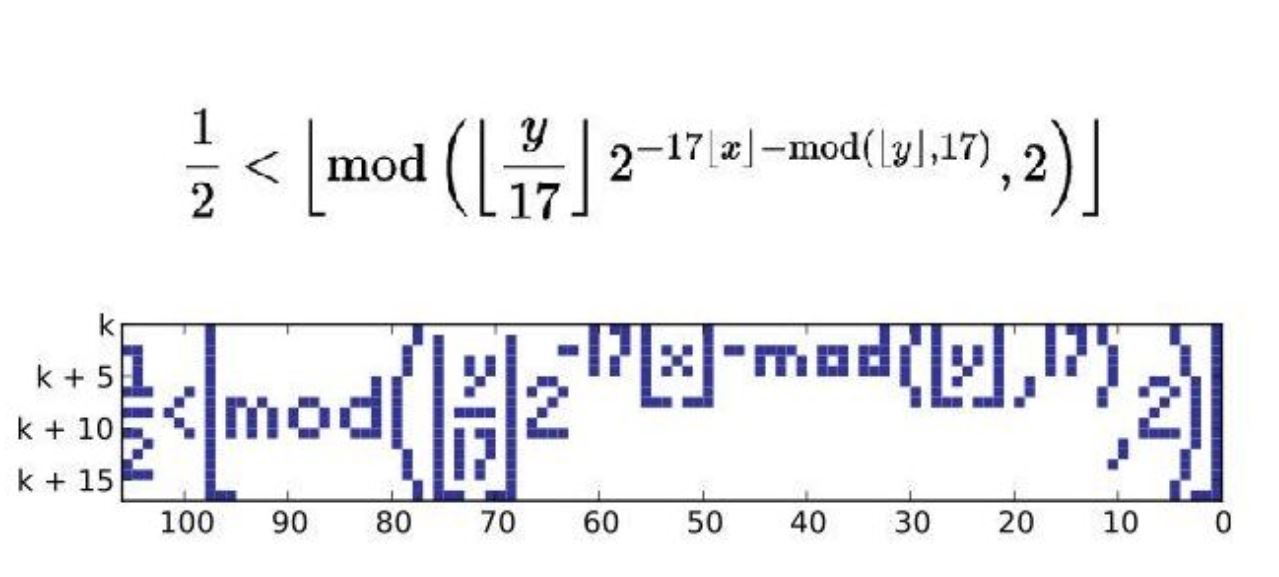 1/2 < ⌊mod(⌊y/17⌋ 2^{−17⌊x⌋−mod(⌊y⌋,17)}, 2)⌋
k
k + 5
k + 10
k + 15
1/2 < ⌊mod(⌊y/17⌋ 2^{−17⌊x⌋−mod(⌊y⌋,17)}, 2)⌋
100 90 80 70 60 50 40 30 20 10 0